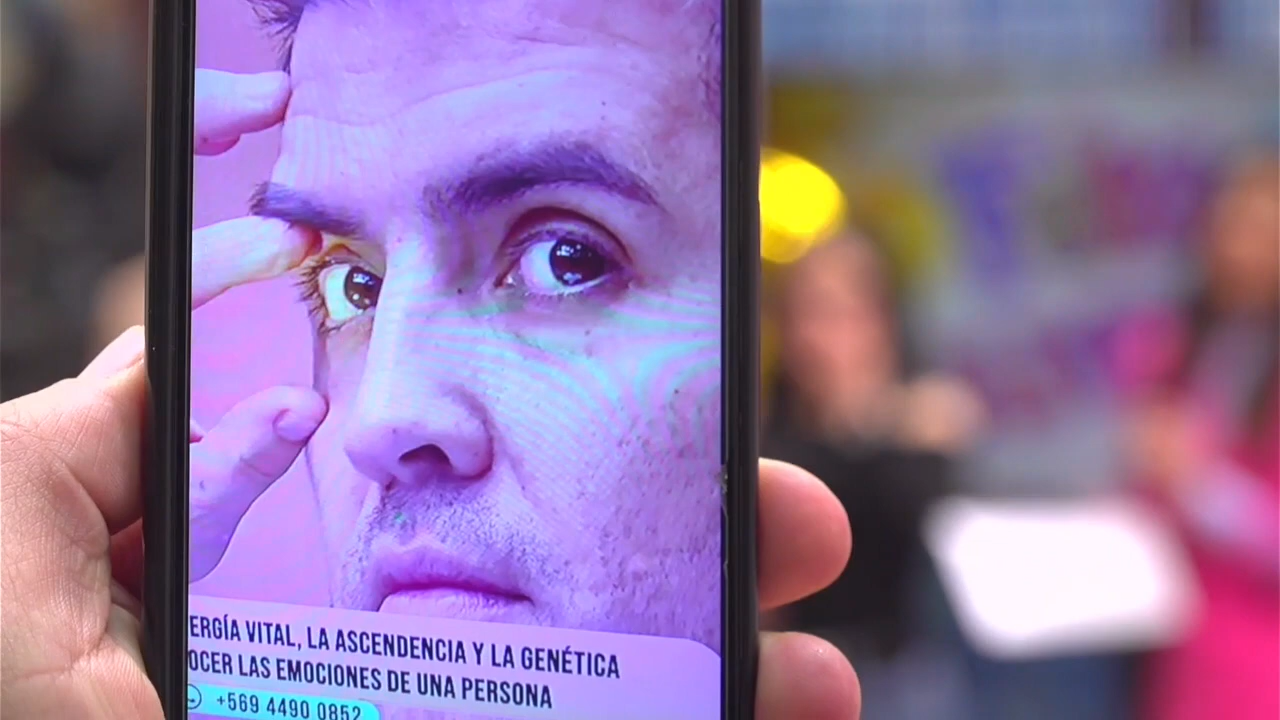 ERGÍA VITAL, LA ASCENDENCIA Y LA GENÉTICA
OCER LAS EMOCIONES DE UNA PERSONA
+569 4490 0852